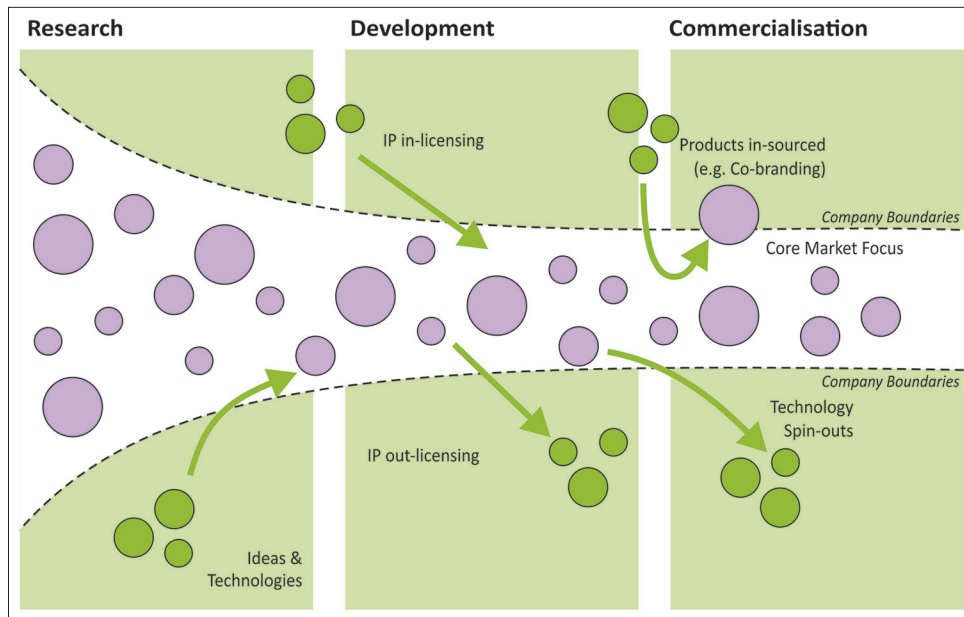 Research
Development
Commercialisation
IP in-licensing
Products in-sourced
(e.g. Co-branding)
Company Boundaries
Core Market Focus
Company Boundaries
Technology
Spin-outs
IP out-licensing
Ideas &
Technologies